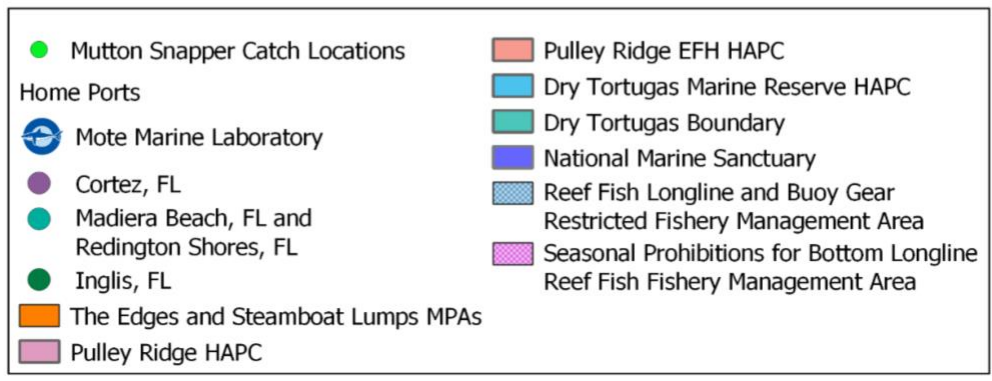 Mutton Snapper Catch Locations
Home Ports
Mote Marine Laboratory
Cortez, FL
Madiera Beach, FL and
Redington Shores, FL
Inglis, FL
The Edges and Steamboat Lumps MPAs
Pulley Ridge HAPC
Pulley Ridge EFH HAPC
Dry Tortugas Marine Reserve HAPC
Dry Tortugas Boundary
National Marine Sanctuary
Reef Fish Longline and Buoy Gear
Restricted Fishery Management Area
Seasonal Prohibitions for Bottom Longline
Reef Fish Fishery Management Area